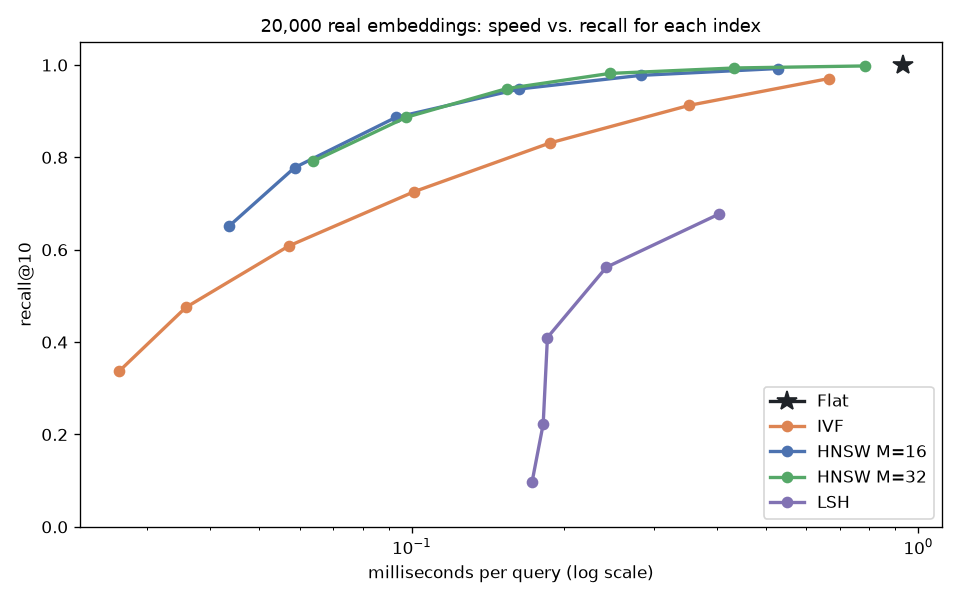 20,000 real embeddings: speed vs. recall for each index
1.0
0.8
0.6
0.4
0.2
0.0
recall@10
10⁻¹
10⁰
milliseconds per query (log scale)
Flat
IVF
HNSW M=16
HNSW M=32
LSH